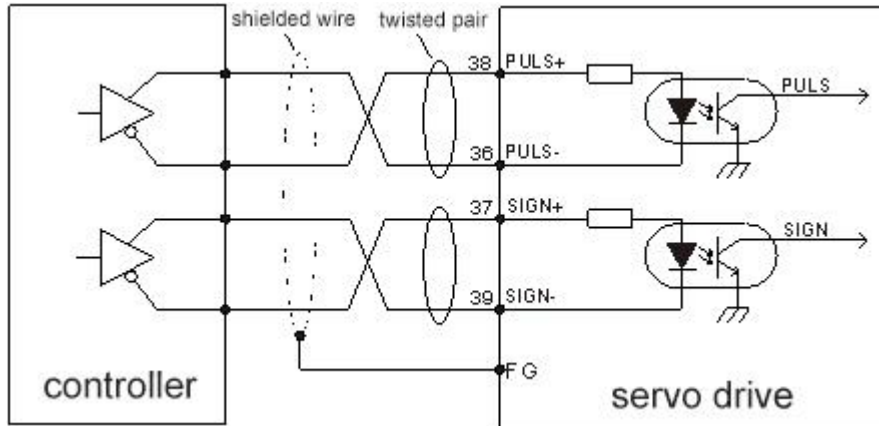 shielded wire
twisted pair
38 PULS+
PULS
36 PULS-
37 SIGN+
SIGN
39 SIGN-
FG
controller
servo drive